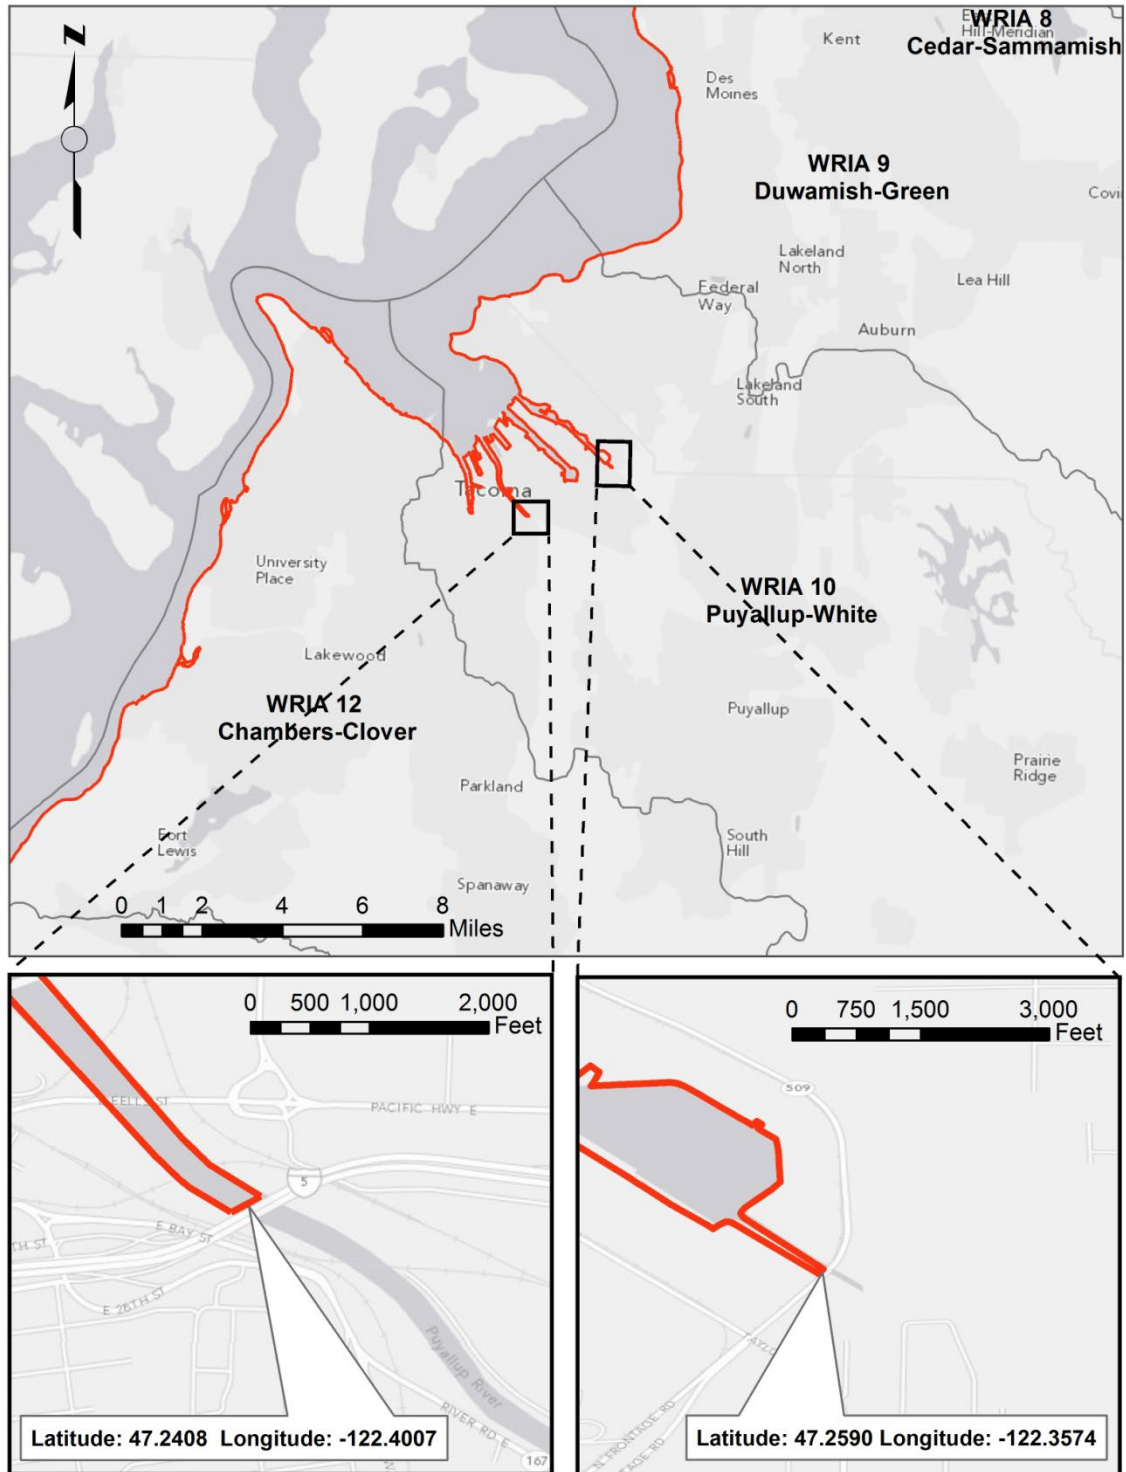 WRIA 8
Hill-Meridian
Cedar-Sammamish
Kent
Des
Moines
WRIA 9
Duwamish-Green
Lakeland
North
Lea Hill
Federal
Way
Auburn
Lakeland
South
Tacoma
University
Place
WRIA 10
Puyallup-White
Lakewood
WRIA 12
Chambers-Clover
Puyallup
Prairie
Ridge
Parkland
Fort
Lewis
South
Hill
Spanaway
0 1 2 4 6 8
Miles
0 500 1,000 2,000
Feet
PACIFIC HWY E
5
E BAY ST
E 26TH ST
Puyallup River
RIVER RD E
167
Latitude: 47.2408 Longitude: -122.4007
0 750 1,500 3,000
Feet
509
N FRONTAGE RD
Latitude: 47.2590 Longitude: -122.3574